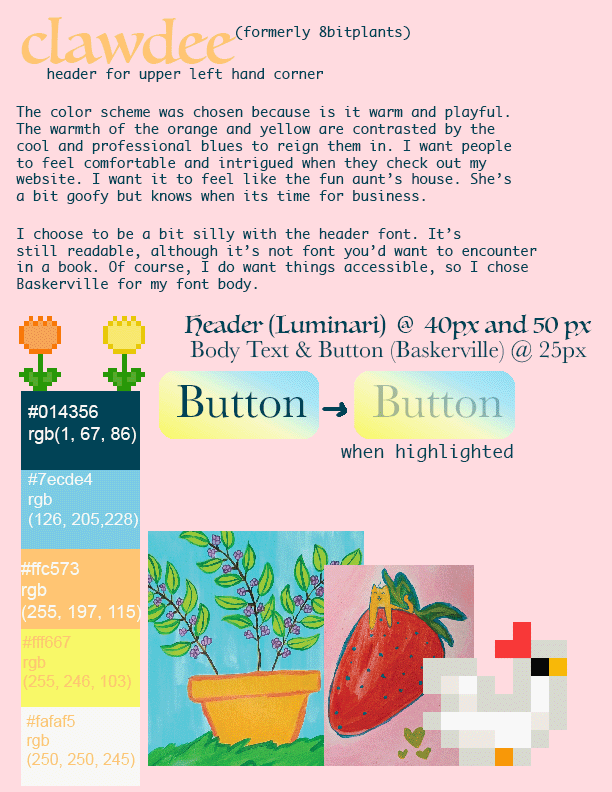 clawdee (formerly 8bitplants)
header for upper left hand corner
The color scheme was chosen because is it warm and playful.
The warmth of the orange and yellow are contrasted by the
cool and professional blues to reign them in. I want people
to feel comfortable and intrigued when they check out my
website. I want it to feel like the fun aunt’s house. She’s
a bit goofy but knows when its time for business.
I choose to be a bit silly with the header font. It’s
still readable, although it’s not font you’d want to encounter
in a book. Of course, I do want things accessible, so I chose
Baskerville for my font body.
Header (Luminari) @ 40px and 50 px
Body Text & Button (Baskerville) @ 25px
Button
Button
when highlighted
#014356
rgb(1, 67, 86)
#7ecde4
rgb
(126, 205,228)
#ffc573
rgb
(255, 197, 115)
#fff667
rgb
(255, 246, 103)
#fafaf5
rgb
(250, 250, 245)